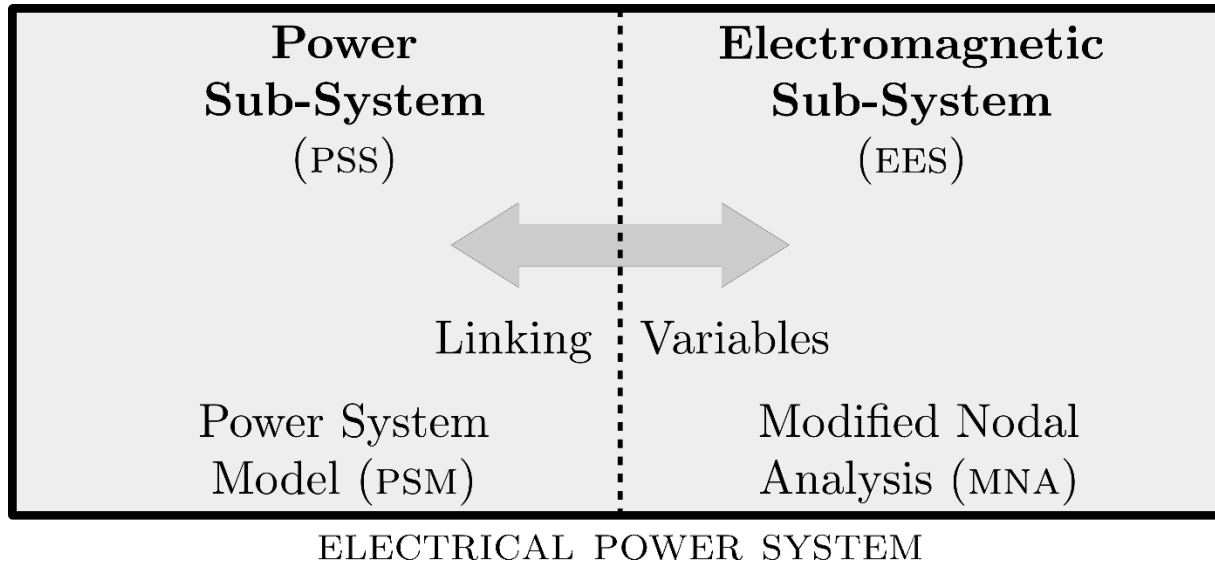 Power
Sub-System
(PSS)
Electromagnetic
Sub-System
(EES)
Linking Variables
Power System
Model (PSM)
Modified Nodal
Analysis (MNA)
ELECTRICAL POWER SYSTEM